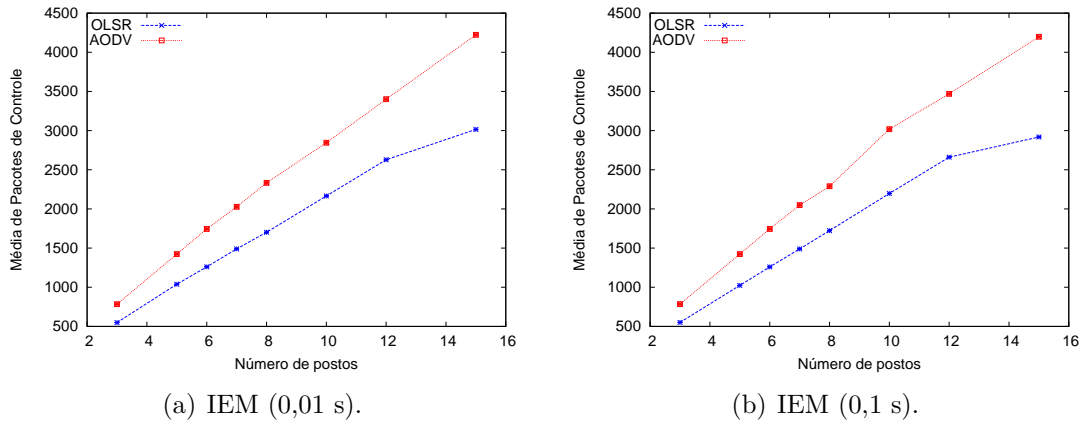 4500
4000
3500
3000
2500
2000
1500
1000
500
2 4 6 8 10 12 14 16
Média de Pacotes de Controle
Número de postos
OLSR
AODV
(a) IEM (0,01 s).
4500
4000
3500
3000
2500
2000
1500
1000
500
2 4 6 8 10 12 14 16
Média de Pacotes de Controle
Número de postos
OLSR
AODV
(b) IEM (0,1 s).